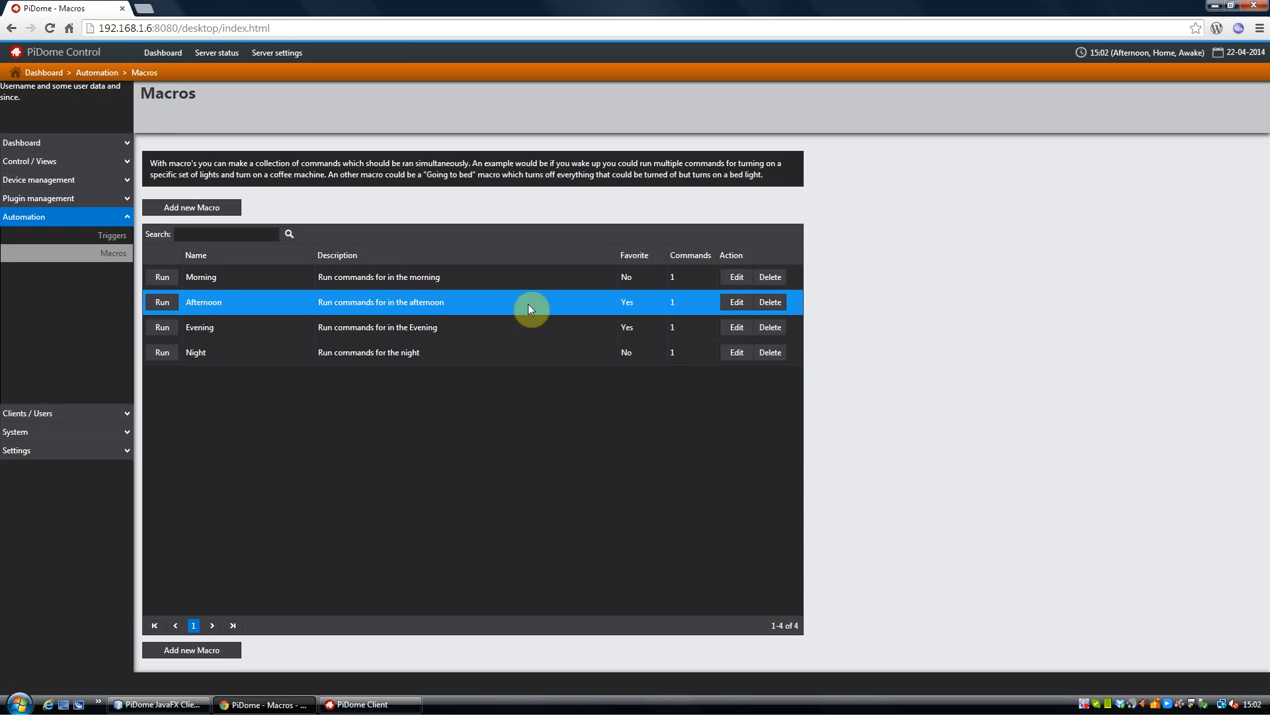 PiDome - Macros
192.168.1.6:8080/desktop/index.html
PiDome Control
Dashboard
Server status
Server settings
15:02 (Afternoon, Home, Awake)
22-04-2014
Dashboard > Automation > Macros
Username and some user data and
since.
Macros
Dashboard
Control / Views
Device management
Plugin management
Automation
Triggers
Macros
Clients / Users
System
Settings
With macro's you can make a collection of commands which should be ran simultaneously. An example would be if you wake up you could run multiple commands for turning on a
specific set of lights and turn on a coffee machine. An other macro could be a "Going to bed" macro which turns off everything that could be turned of but turns on a bed light.
Add new Macro
Search:
Name Description Favorite Commands Action
Run Morning Run commands for in the morning No 1 Edit Delete
Run Afternoon Run commands for in the afternoon Yes 1 Edit Delete
Run Evening Run commands for in the Evening Yes 1 Edit Delete
Run Night Run commands for the night No 1 Edit Delete
1
1-4 of 4
Add new Macro
PiDome JavaFX Clie...
PiDome - Macros - ...
PiDome Client
15:02